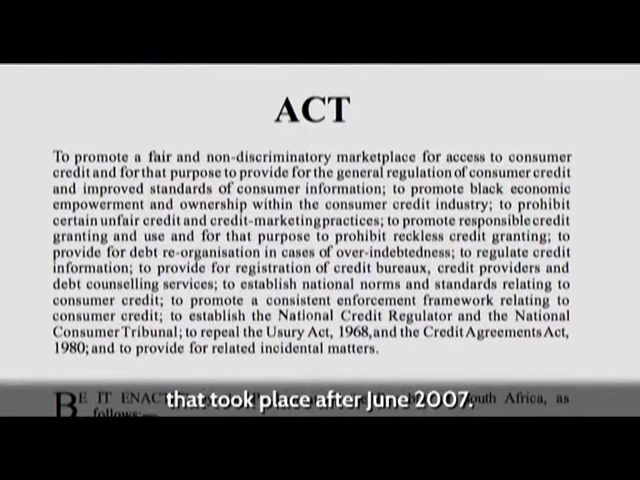 ACT
To promote a fair and non-discriminatory marketplace for access to consumer
credit and for that purpose to provide for the general regulation of consumer credit
and improved standards of consumer information; to promote black economic
empowerment and ownership within the consumer credit industry; to prohibit
certain unfair credit and credit-marketing practices; to promote responsible credit
granting and use and for that purpose to prohibit reckless credit granting; to
provide for debt re-organisation in cases of over-indebtedness; to regulate credit
information; to provide for registration of credit bureaux, credit providers and
debt counselling services; to establish national norms and standards relating to
consumer credit; to promote a consistent enforcement framework relating to
consumer credit; to establish the National Credit Regulator and the National
Consumer Tribunal; to repeal the Usury Act, 1968, and the Credit Agreements Act,
1980; and to provide for related incidental matters.
BE IT ENAC outh Africa, as
that took place after June 2007.
follows:—